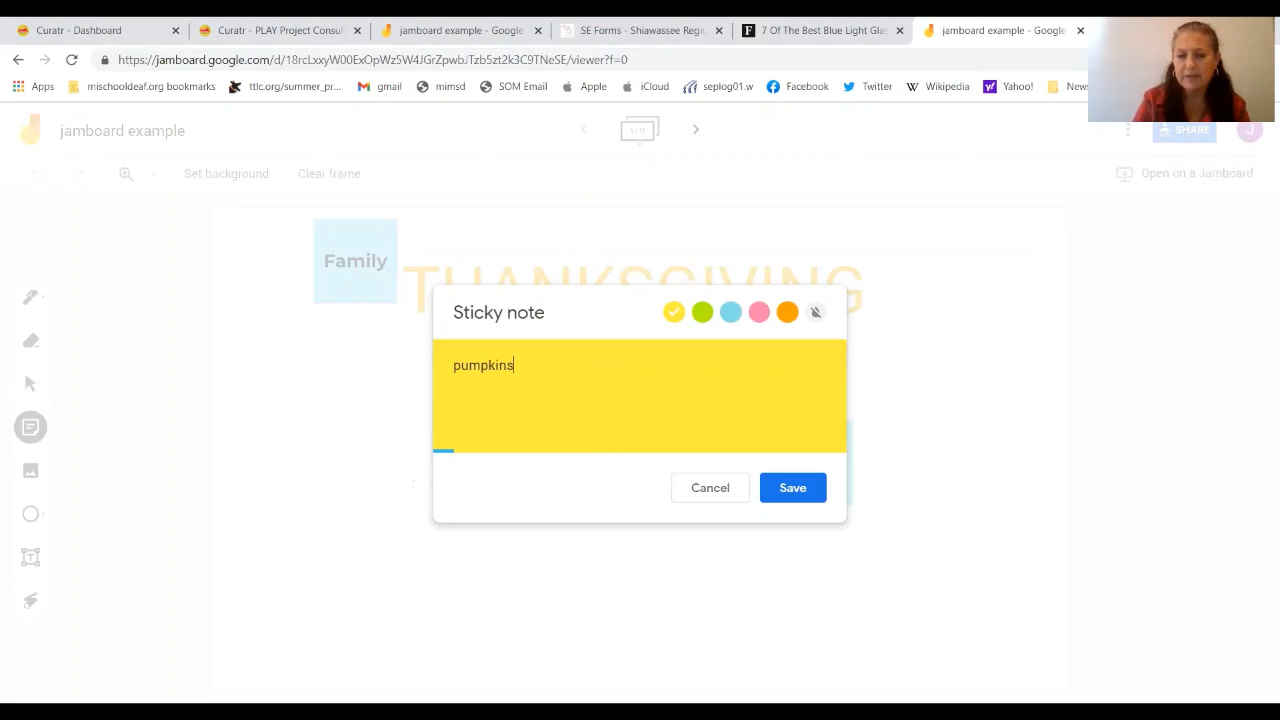 Curatr - Dashboard
Curatr - PLAY Project Consul
jamboard example - Google
SE Forms - Shiawassee Regi
7 Of The Best Blue Light Glas
jamboard example - Google
https://jamboard.google.com/d/18rcLxxyW00ExOpWz5W4JGrZpwbJTzb5zt2k3C9TNeSE/viewer?f=0
Apps
mischooldeaf.org bookmarks
ttlc.org/summer_pr...
gmail
mimsd
SOM Email
Apple
iCloud
seplog01.w
Facebook
Twitter
Wikipedia
Yahoo!
News
jamboard example
SHARE
J
Set background
Clear frame
Open on a Jamboard
Family
THANKSGIVING
Sticky note
pumpkins
Cancel
Save